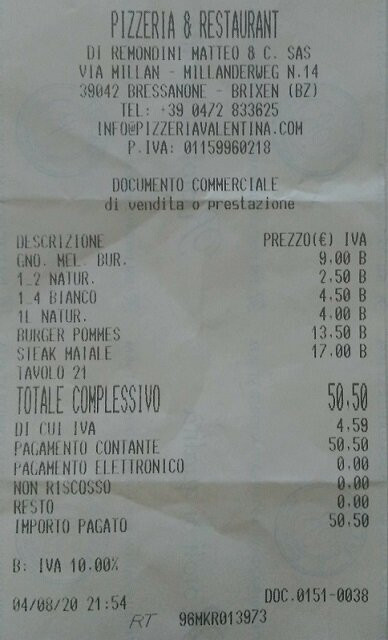 PIZZERIA & RESTAURANT
DI REMONDINI MATTEO & C. SAS
VIA MILLAN - MILLANDERWEG N.14
39042 BRESSANONE - BRIXEN (BZ)
TEL: +39 0472 833625
INFO@PIZZERIAVALENTINA.COM
P.IVA: 01159960218
DOCUMENTO COMMERCIALE
di vendita o prestazione
DESCRIZIONE PREZZO(€) IVA
GNO. MEL. BUR. 9.00 B
1_2 NATUR. 2.50 B
1_4 BIANCO 4.50 B
1L NATUR. 4.00 B
BURGER POMMES 13.50 B
STEAK MAIALE 17.00 B
TAVOLO 21
TOTALE COMPLESSIVO 50.50
DI CUI IVA 4.59
PAGAMENTO CONTANTE 50.50
PAGAMENTO ELETTRONICO 0.00
NON RISCOSSO 0.00
RESTO 0.00
IMPORTO PAGATO 50.50
B: IVA 10.00%
04/08/20 21:54 DOC.0151-0038
RT 96MKR013973